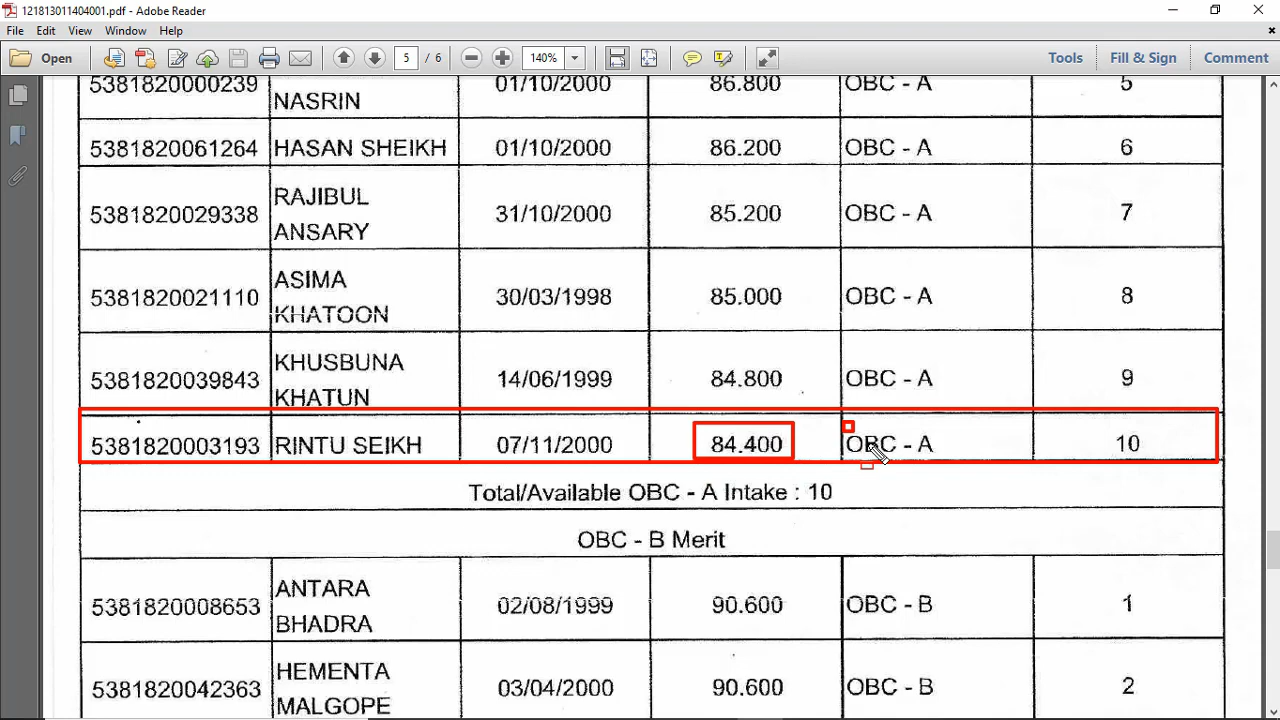 121813011404001.pdf - Adobe Reader
File Edit View Window Help
Open 5 / 6 140% Tools Fill & Sign Comment
5381820000239 NASRIN 01/10/2000 86.800 OBC - A 5
5381820061264 HASAN SHEIKH 01/10/2000 86.200 OBC - A 6
RAJIBUL
5381820029338 31/10/2000 85.200 OBC - A 7
ANSARY
ASIMA
5381820021110 30/03/1998 85.000 OBC - A 8
KHATOON
KHUSBUNA
5381820039843 14/06/1999 84.800 OBC - A 9
KHATUN
5381820003193 RINTU SEIKH 07/11/2000 84.400 OBC - A 10
Total/Available OBC - A Intake : 10
OBC - B Merit
ANTARA
5381820008653 02/08/1999 90.600 OBC - B 1
BHADRA
HEMENTA
5381820042363 03/04/2000 90.600 OBC - B 2
MALGOPE